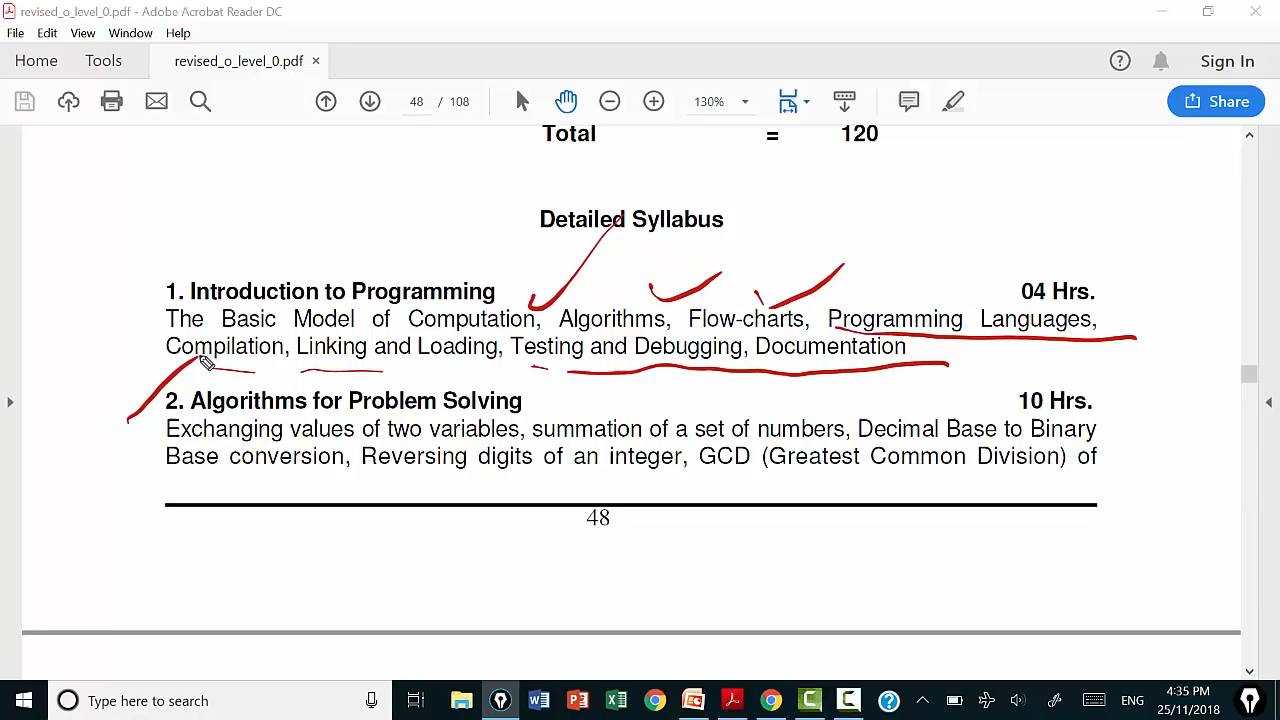 revised_o_level_0.pdf - Adobe Acrobat Reader DC
File Edit View Window Help
Home Tools revised_o_level_0.pdf × Sign In
48 / 108 130% Share
Total = 120
Detailed Syllabus
1. Introduction to Programming 04 Hrs.
The Basic Model of Computation, Algorithms, Flow-charts, Programming Languages,
Compilation, Linking and Loading, Testing and Debugging, Documentation
2. Algorithms for Problem Solving 10 Hrs.
Exchanging values of two variables, summation of a set of numbers, Decimal Base to Binary
Base conversion, Reversing digits of an integer, GCD (Greatest Common Division) of
48
Type here to search ENG 4:35 PM
25/11/2018